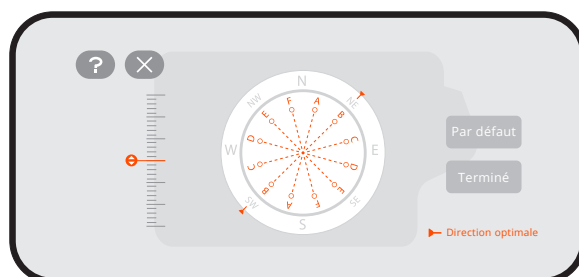 ?
N
NW
NE
F
A
E
B
D
C
W
E
C
D
B
E
A
F
SW
SE
S
Par défaut
Terminé
Direction optimale